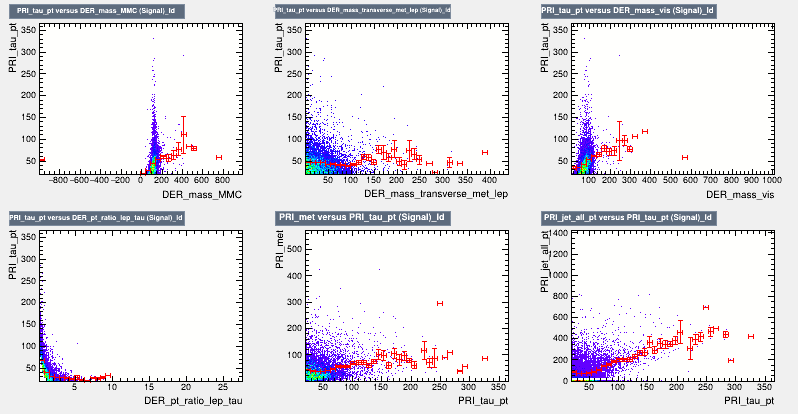 PRI_tau_pt versus DER_mass_MMC (Signal)_Id
PRI_tau_pt
350
300
250
200
150
100
50
-800 -600 -400 -200 0 200 400 600 800
DER_mass_MMC
PRI_tau_pt versus DER_mass_transverse_met_lep (Signal)_Id
PRI_tau_pt
350
300
250
200
150
100
50
50 100 150 200 250 300 350 400
DER_mass_transverse_met_lep
PRI_tau_pt versus DER_mass_vis (Signal)_Id
PRI_tau_pt
350
300
250
200
150
100
50
100 200 300 400 500 600 700 800 900 1000
DER_mass_vis
PRI_tau_pt versus DER_pt_ratio_lep_tau (Signal)_Id
PRI_tau_pt
350
300
250
200
150
100
50
5 10 15 20 25
DER_pt_ratio_lep_tau
PRI_met versus PRI_tau_pt (Signal)_Id
PRI_met
500
400
300
200
100
50 100 150 200 250 300 350
PRI_tau_pt
PRI_jet_all_pt versus PRI_tau_pt (Signal)_Id
PRI_jet_all_pt
1400
1200
1000
800
600
400
200
0
50 100 150 200 250 300 350
PRI_tau_pt